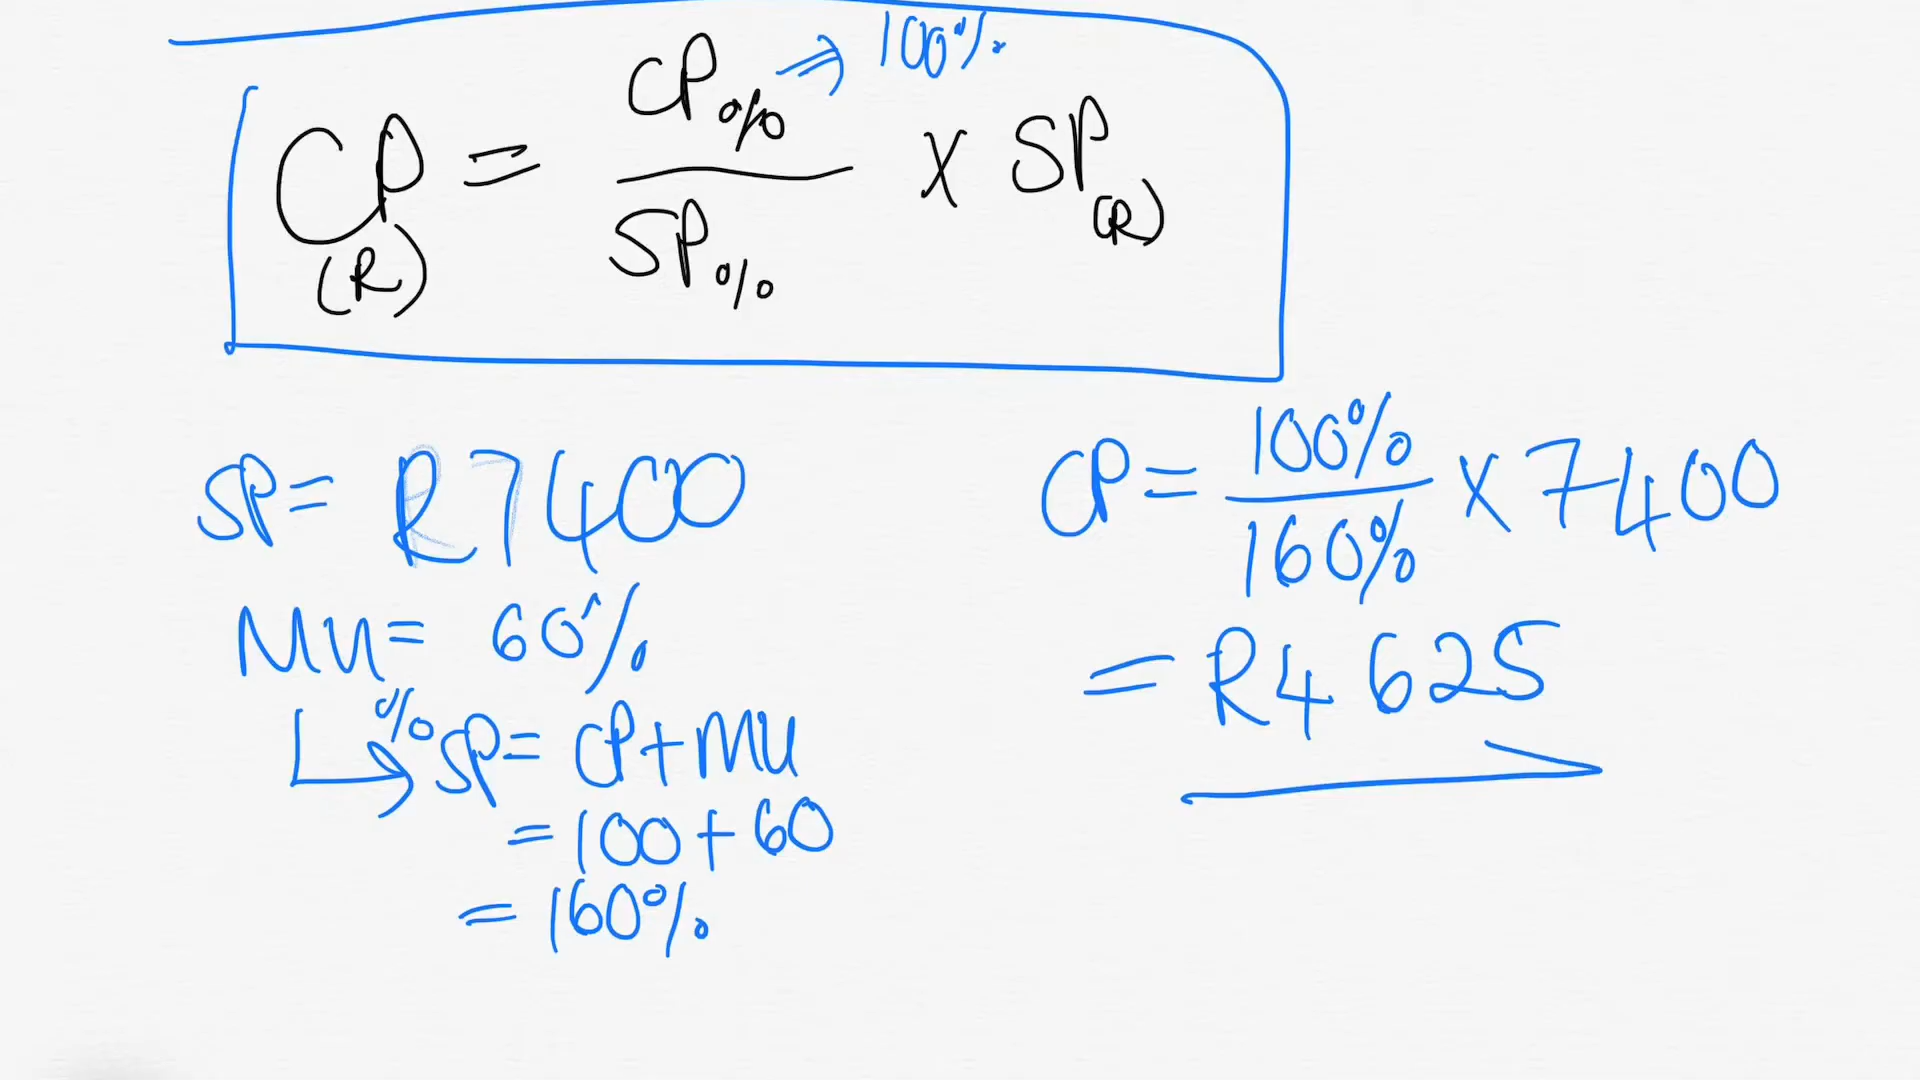 CP(R) = CP% / SP% × SP(R)
⇒ 100%
SP = R7400
MU = 60%
% SP = CP + MU
= 100 + 60
= 160%
CP = 100% / 160% × 7400
= R4 625